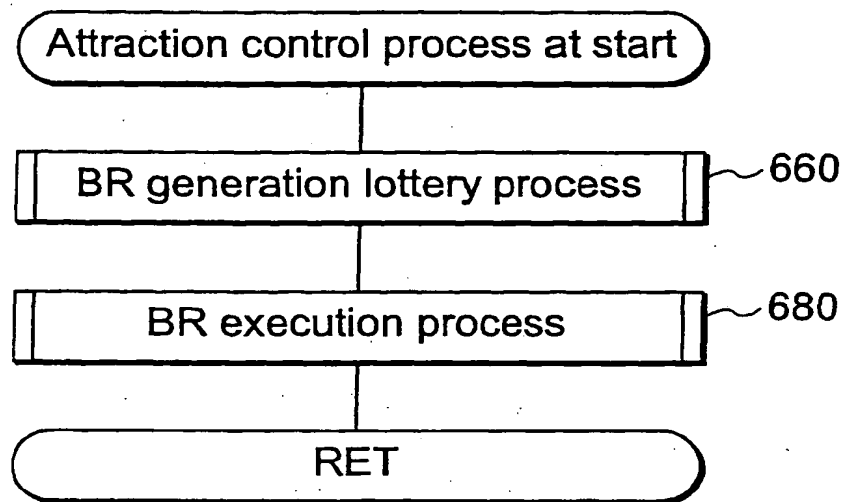 Attraction control process at start
BR generation lottery process
660
BR execution process
680
RET